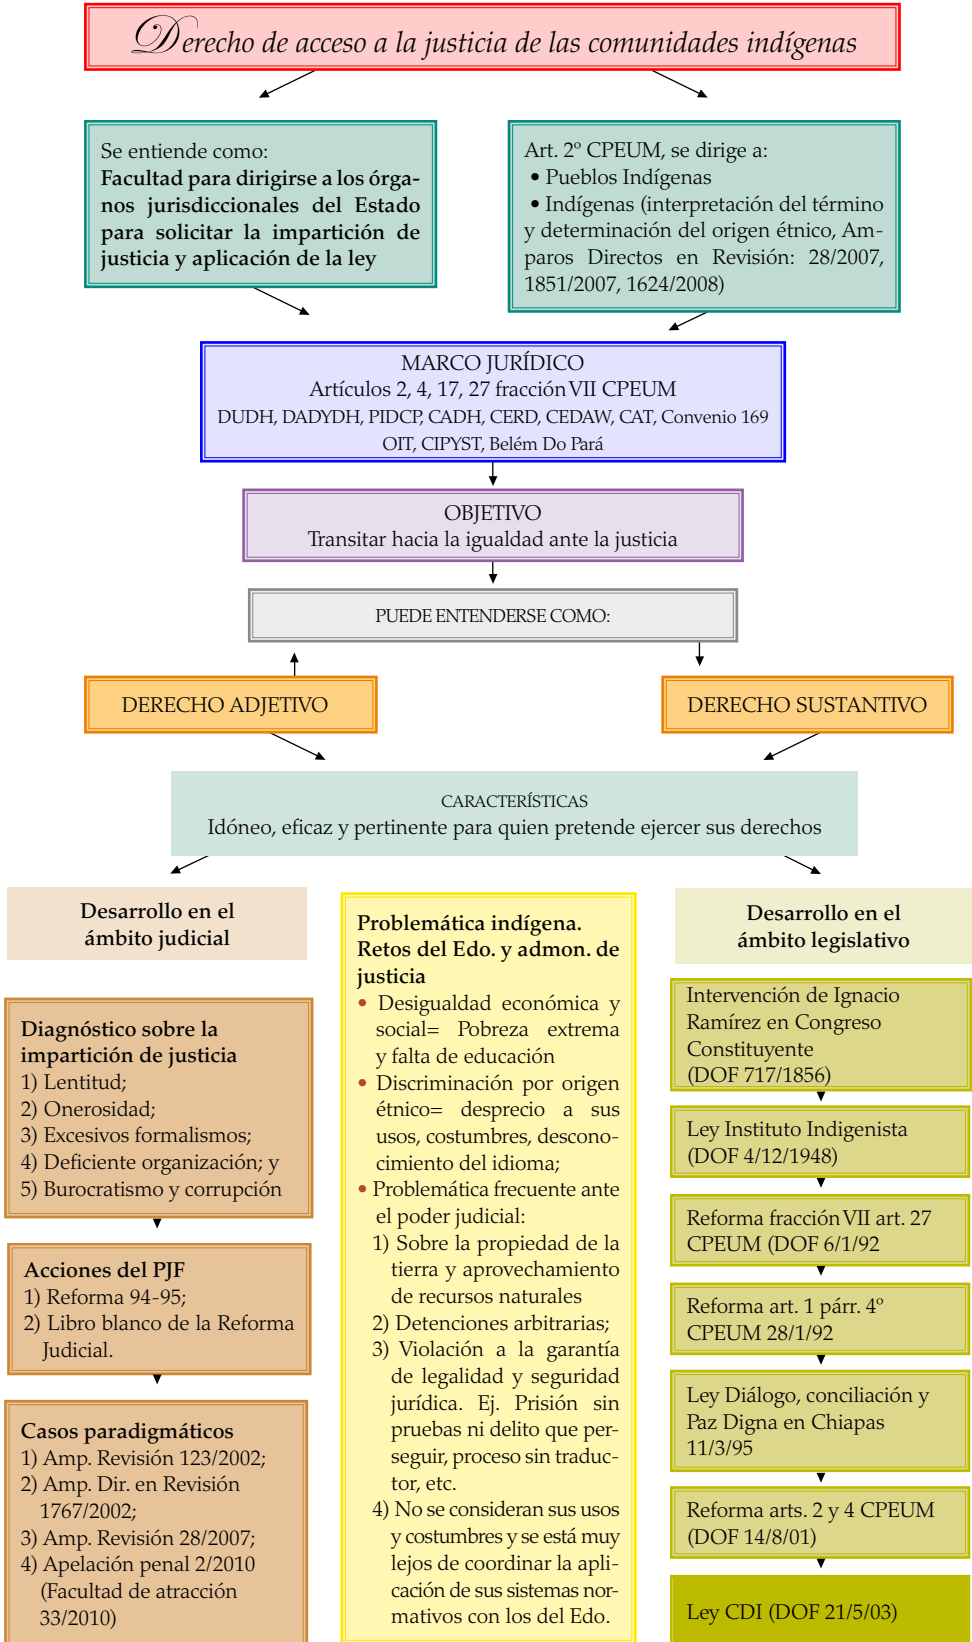 Derecho de acceso a la justicia de las comunidades indígenas
Se entiende como:
Facultad para dirigirse a los órga-
nos jurisdiccionales del Estado
para solicitar la impartición de
justicia y aplicación de la ley
Art. 2º CPEUM, se dirige a:
• Pueblos Indígenas
• Indígenas (interpretación del término
y determinación del origen étnico, Am-
paros Directos en Revisión: 28/2007,
1851/2007, 1624/2008)
MARCO JURÍDICO
Artículos 2, 4, 17, 27 fracción VII CPEUM
DUDH, DADYDH, PIDCP, CADH, CERD, CEDAW, CAT, Convenio 169
OIT, CIPYST, Belém Do Pará
OBJETIVO
Transitar hacia la igualdad ante la justicia
PUEDE ENTENDERSE COMO:
DERECHO ADJETIVO
DERECHO SUSTANTIVO
CARACTERÍSTICAS
Idóneo, eficaz y pertinente para quien pretende ejercer sus derechos
Desarrollo en el
ámbito judicial
Diagnóstico sobre la
impartición de justicia
1) Lentitud;
2) Onerosidad;
3) Excesivos formalismos;
4) Deficiente organización; y
5) Burocratismo y corrupción
Acciones del PJF
1) Reforma 94-95;
2) Libro blanco de la Reforma
Judicial.
Casos paradigmáticos
1) Amp. Revisión 123/2002;
2) Amp. Dir. en Revisión
1767/2002;
3) Amp. Revisión 28/2007;
4) Apelación penal 2/2010
(Facultad de atracción
33/2010)
Problemática indígena.
Retos del Edo. y admon. de
justicia
• Desigualdad económica y
social= Pobreza extrema
y falta de educación
• Discriminación por origen
étnico= desprecio a sus
usos, costumbres, descono-
cimiento del idioma;
• Problemática frecuente ante
el poder judicial:
1) Sobre la propiedad de la
tierra y aprovechamiento
de recursos naturales
2) Detenciones arbitrarias;
3) Violación a la garantía
de legalidad y seguridad
jurídica. Ej. Prisión sin
pruebas ni delito que per-
seguir, proceso sin traduc-
tor, etc.
4) No se consideran sus usos
y costumbres y se está muy
lejos de coordinar la apli-
cación de sus sistemas nor-
mativos con los del Edo.
Desarrollo en el
ámbito legislativo
Intervención de Ignacio
Ramírez en Congreso
Constituyente
(DOF 717/1856)
Ley Instituto Indigenista
(DOF 4/12/1948)
Reforma fracción VII art. 27
CPEUM (DOF 6/1/92
Reforma art. 1 párr. 4º
CPEUM 28/1/92
Ley Diálogo, conciliación y
Paz Digna en Chiapas
11/3/95
Reforma arts. 2 y 4 CPEUM
(DOF 14/8/01)
Ley CDI (DOF 21/5/03)